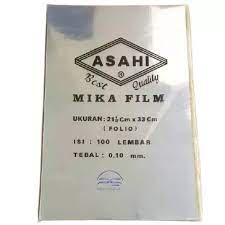 ASAHI
®
Best Quality
MIKA FILM
UKURAN: 21½ Cm x 33 Cm
( FOLIO )
ISI : 100 LEMBAR
TEBAL : 0,10 mm.